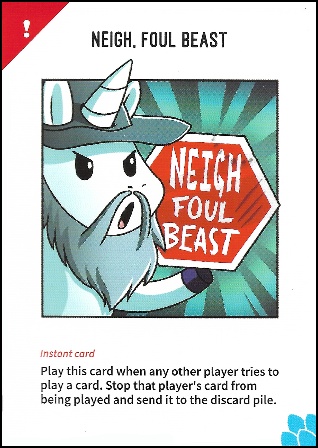 !
NEIGH, FOUL BEAST
NEIGH
FOUL
BEAST
Instant card
Play this card when any other player tries to
play a card. Stop that player's card from
being played and send it to the discard pile.